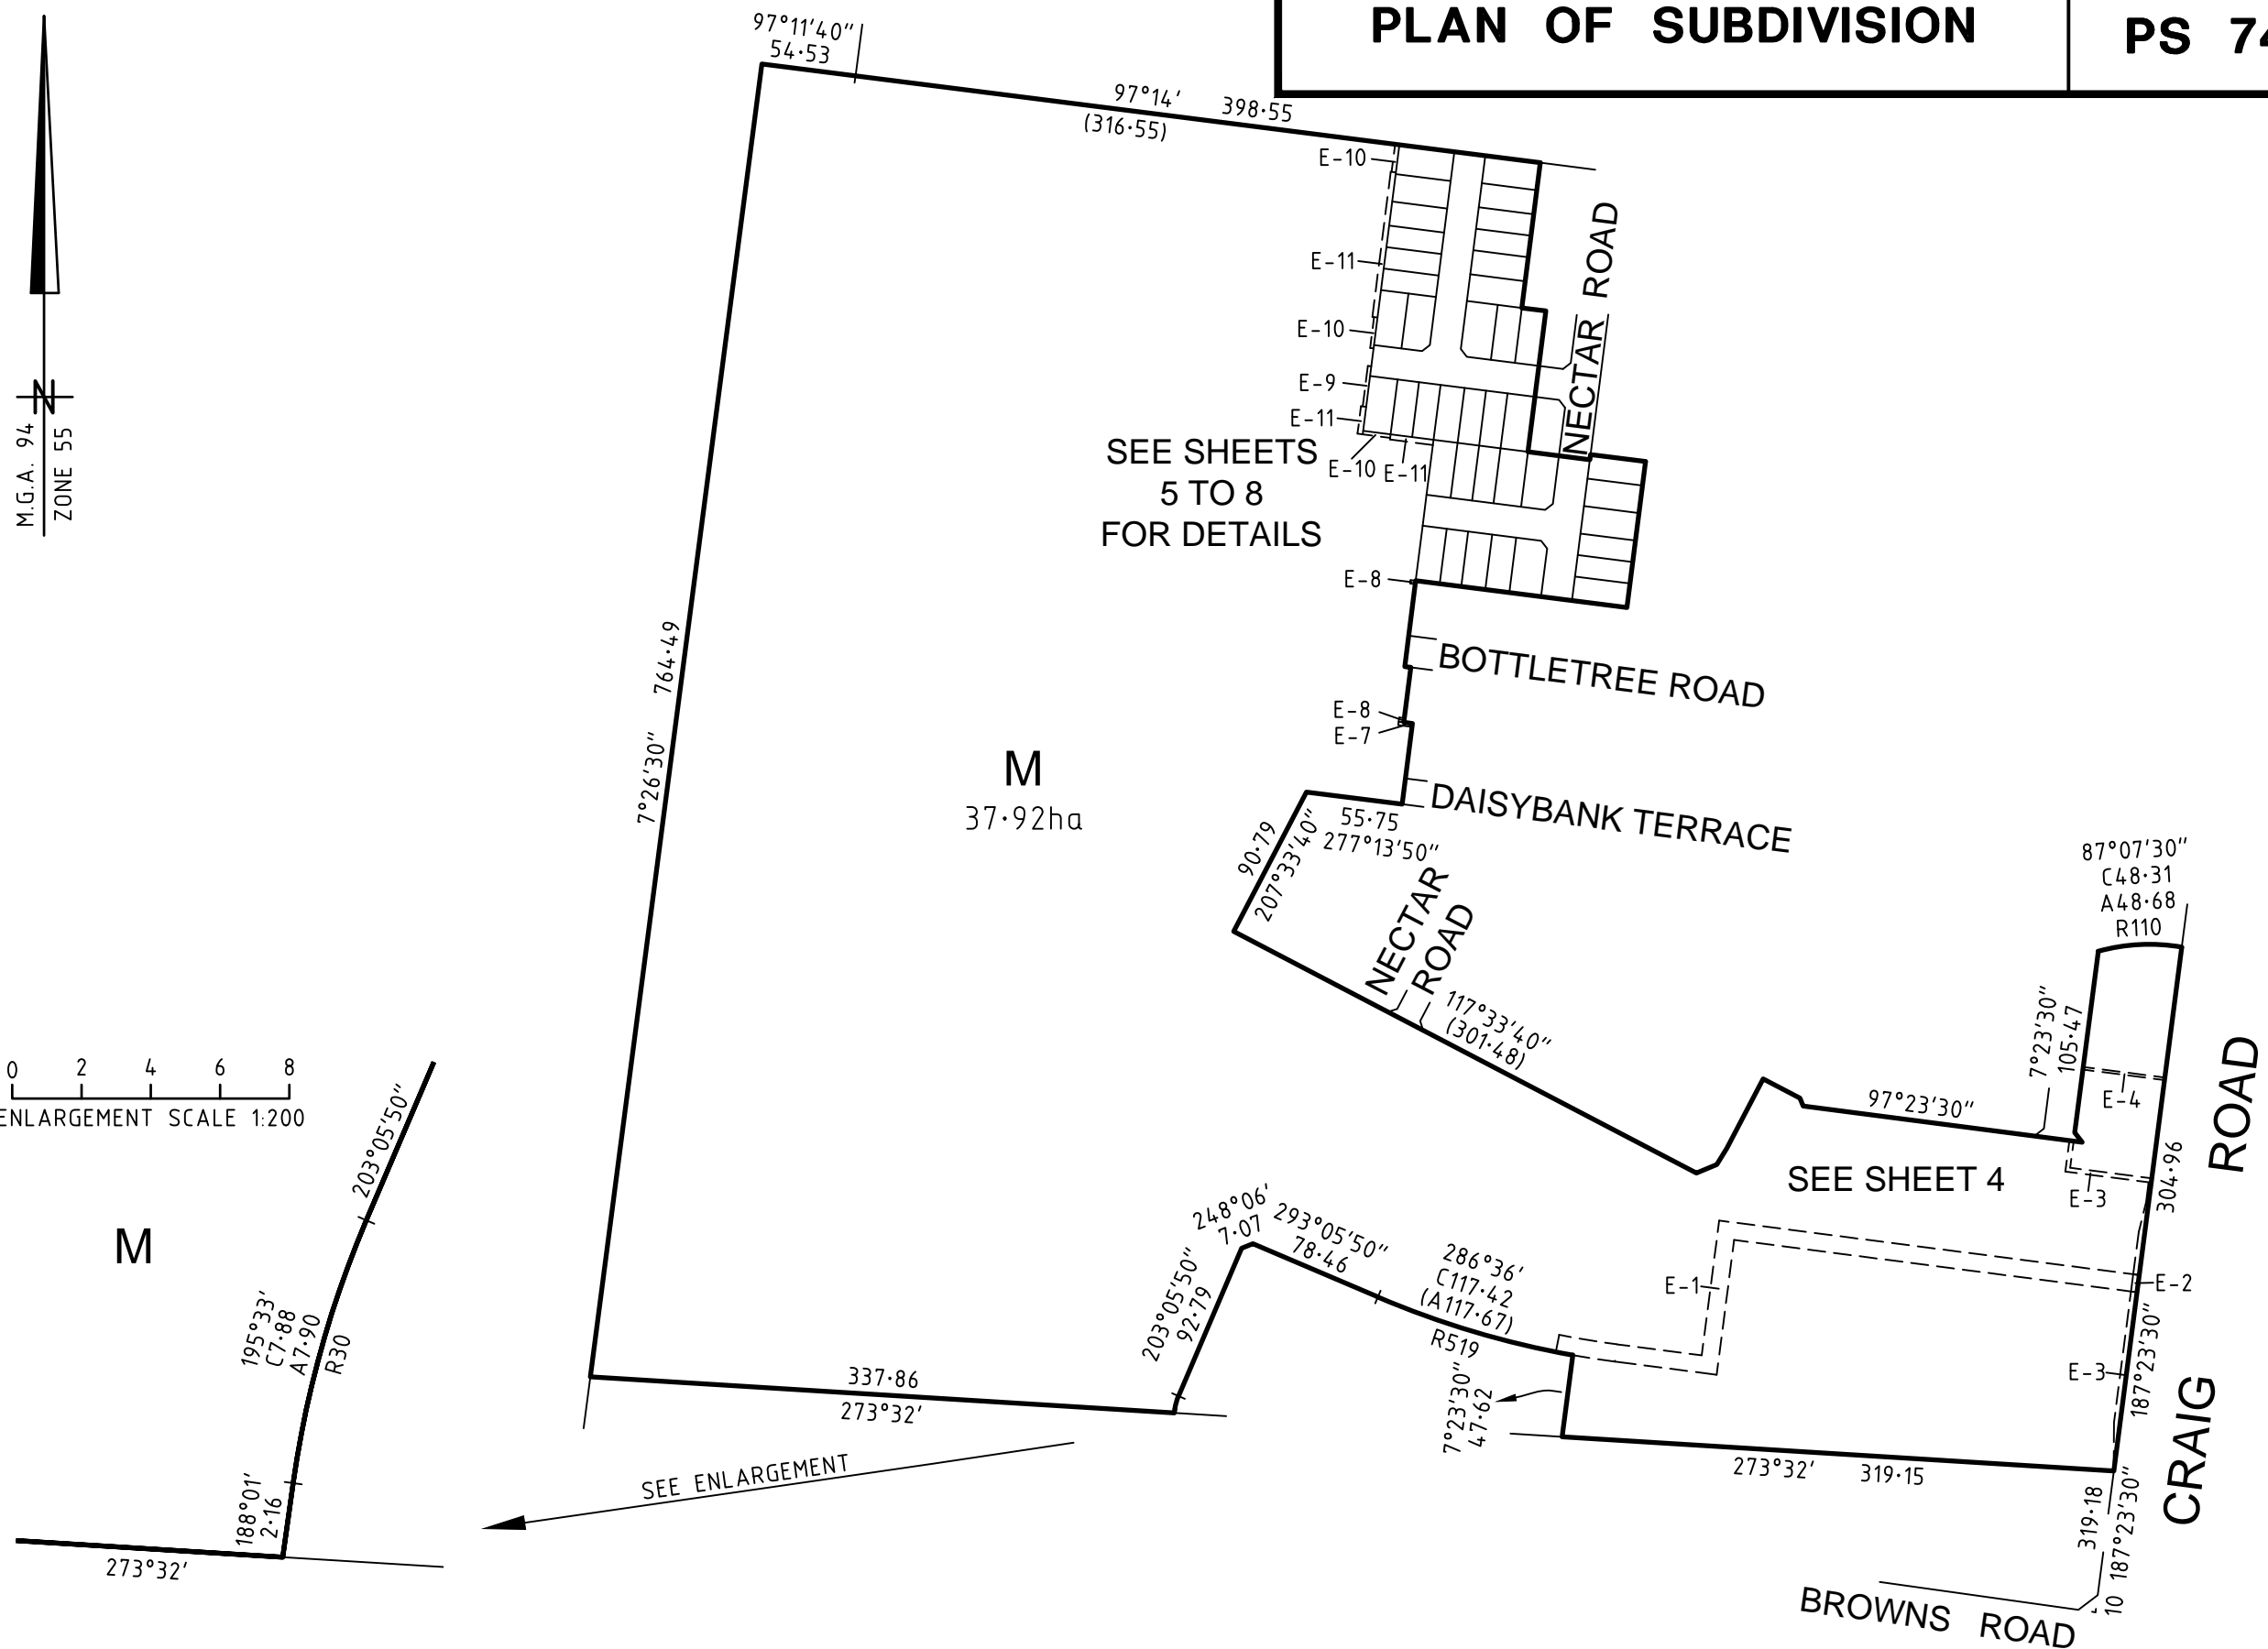 PLAN OF SUBDIVISION
PS 74
97°11'40"
54·53
97°14' 398·55
(316·55)
E-10
E-11
E-10
E-9
E-11
E-10 E-11
NECTAR ROAD
NECTAR ROAD
N
M.G.A. 94
ZONE 55
SEE SHEETS
5 TO 8
FOR DETAILS
E-8
BOTTLETREE ROAD
E-8
E-7
DAISYBANK TERRACE
7°26'30" 764·49
M
37·92ha
55·75
277°13'50"
90·79
207°33'40"
NECTAR
ROAD
117°33'40"
(301·48)
87°07'30"
C48·31
A48·68
R110
7°23'30"
105·47
97°23'30"
E-4
E-3
SEE SHEET 4
304·96
187°23'30"
CRAIG ROAD
E-1
E-2
E-3
0 2 4 6 8
ENLARGEMENT SCALE 1:200
203°05'50"
M
195°33'
C7·88
A7·90
R30
188°01'
2·16
273°32'
248°06'
7·07
293°05'50"
78·46
203°05'50"
92·79
286°36'
C117·42
(A117·67)
R519
7°23'30"
47·62
337·86
273°32'
SEE ENLARGEMENT
273°32' 319·15
319·18
187°23'30"
10
BROWNS ROAD